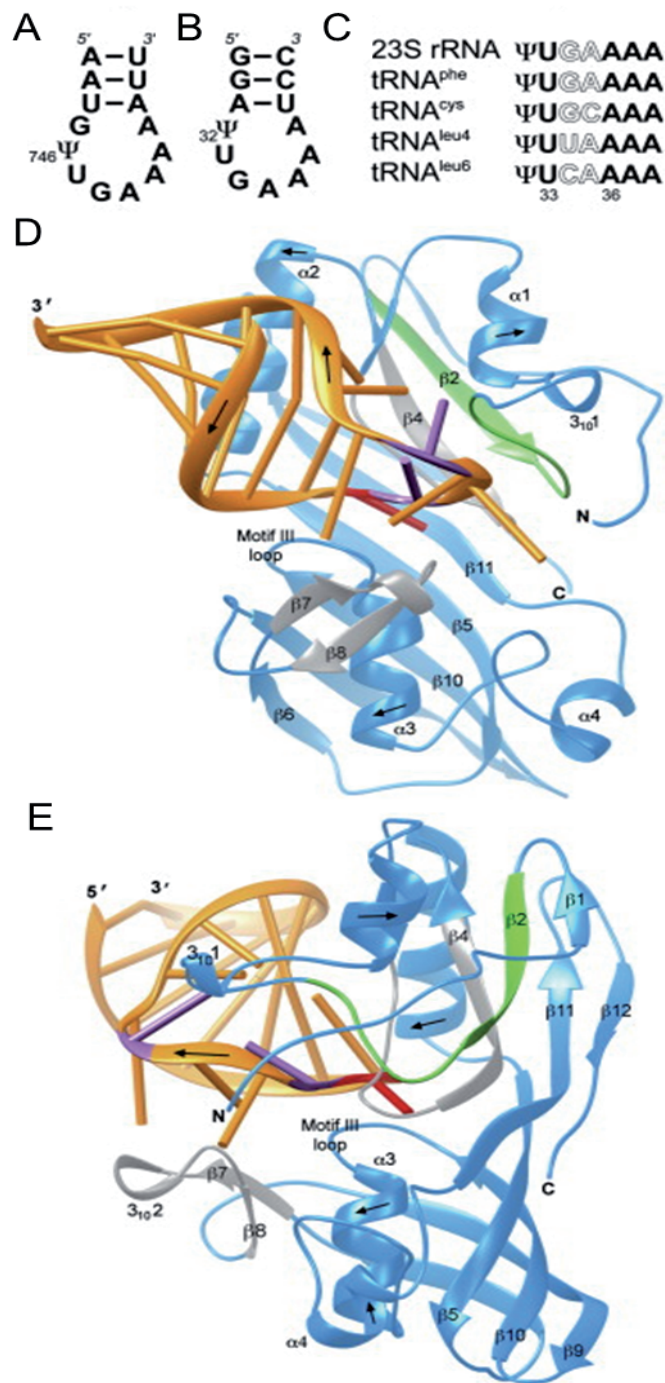 A
5′ 3′
A – U
A – U
U – A
G A
746 Ψ A
U A
G A
B
5′ 3′
G – C
G – C
A – U
32 Ψ A
U A
G A A
C
23S rRNA ΨUGAAAA
tRNAphe ΨUGAAAA
tRNAcys ΨUGCAAA
tRNAleu4 ΨUUAAAA
tRNAleu6 ΨUCAAAA
33 36
D
3′
α2
α1
β2
β4
3101
N
Motif III
loop
β11
C
β7
β5
β8
β10
β6
α3
α4
E
5′ 3′
3101
β4
β2
β1
β11
β12
N
Motif III
loop
α3
C
β7
3102
β8
α4
β5
β10
β9